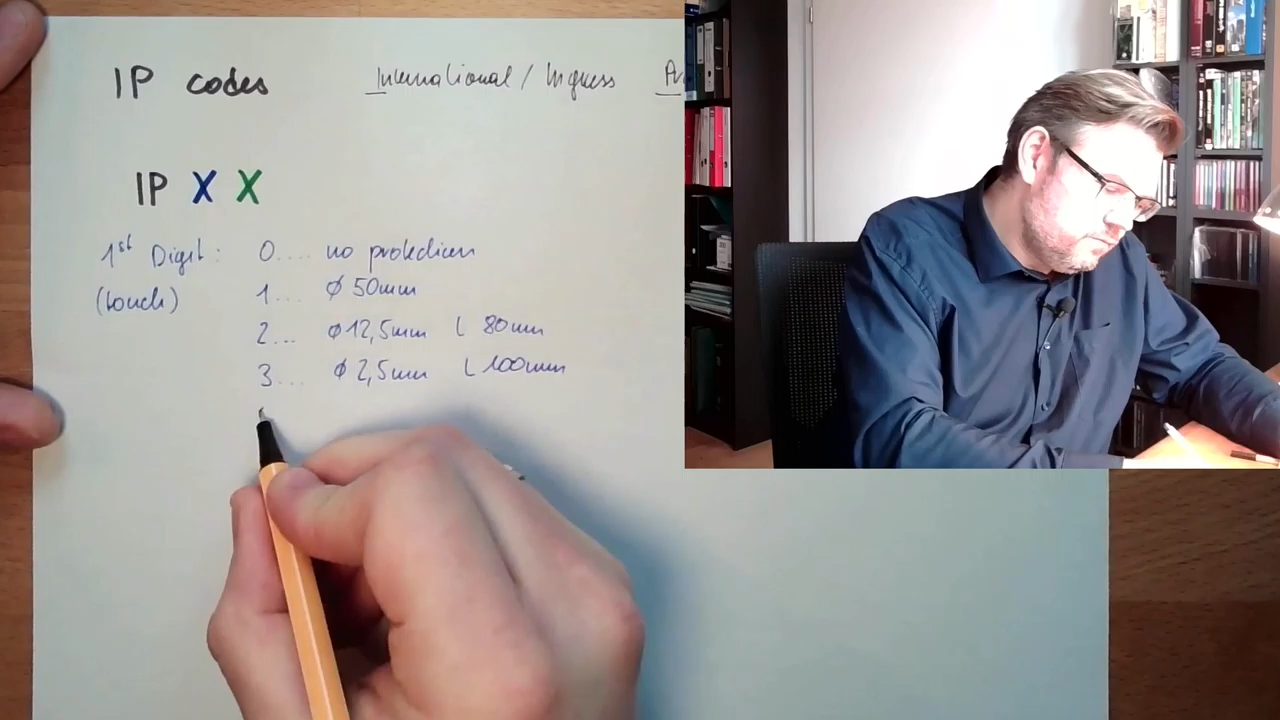 IP codes International / Ingress
IP X X
1st Digit: 0.... no protection
(touch) 1... ϕ 50mm
2... ϕ12,5mm L 80mm
3... ϕ 2,5mm L 100mm